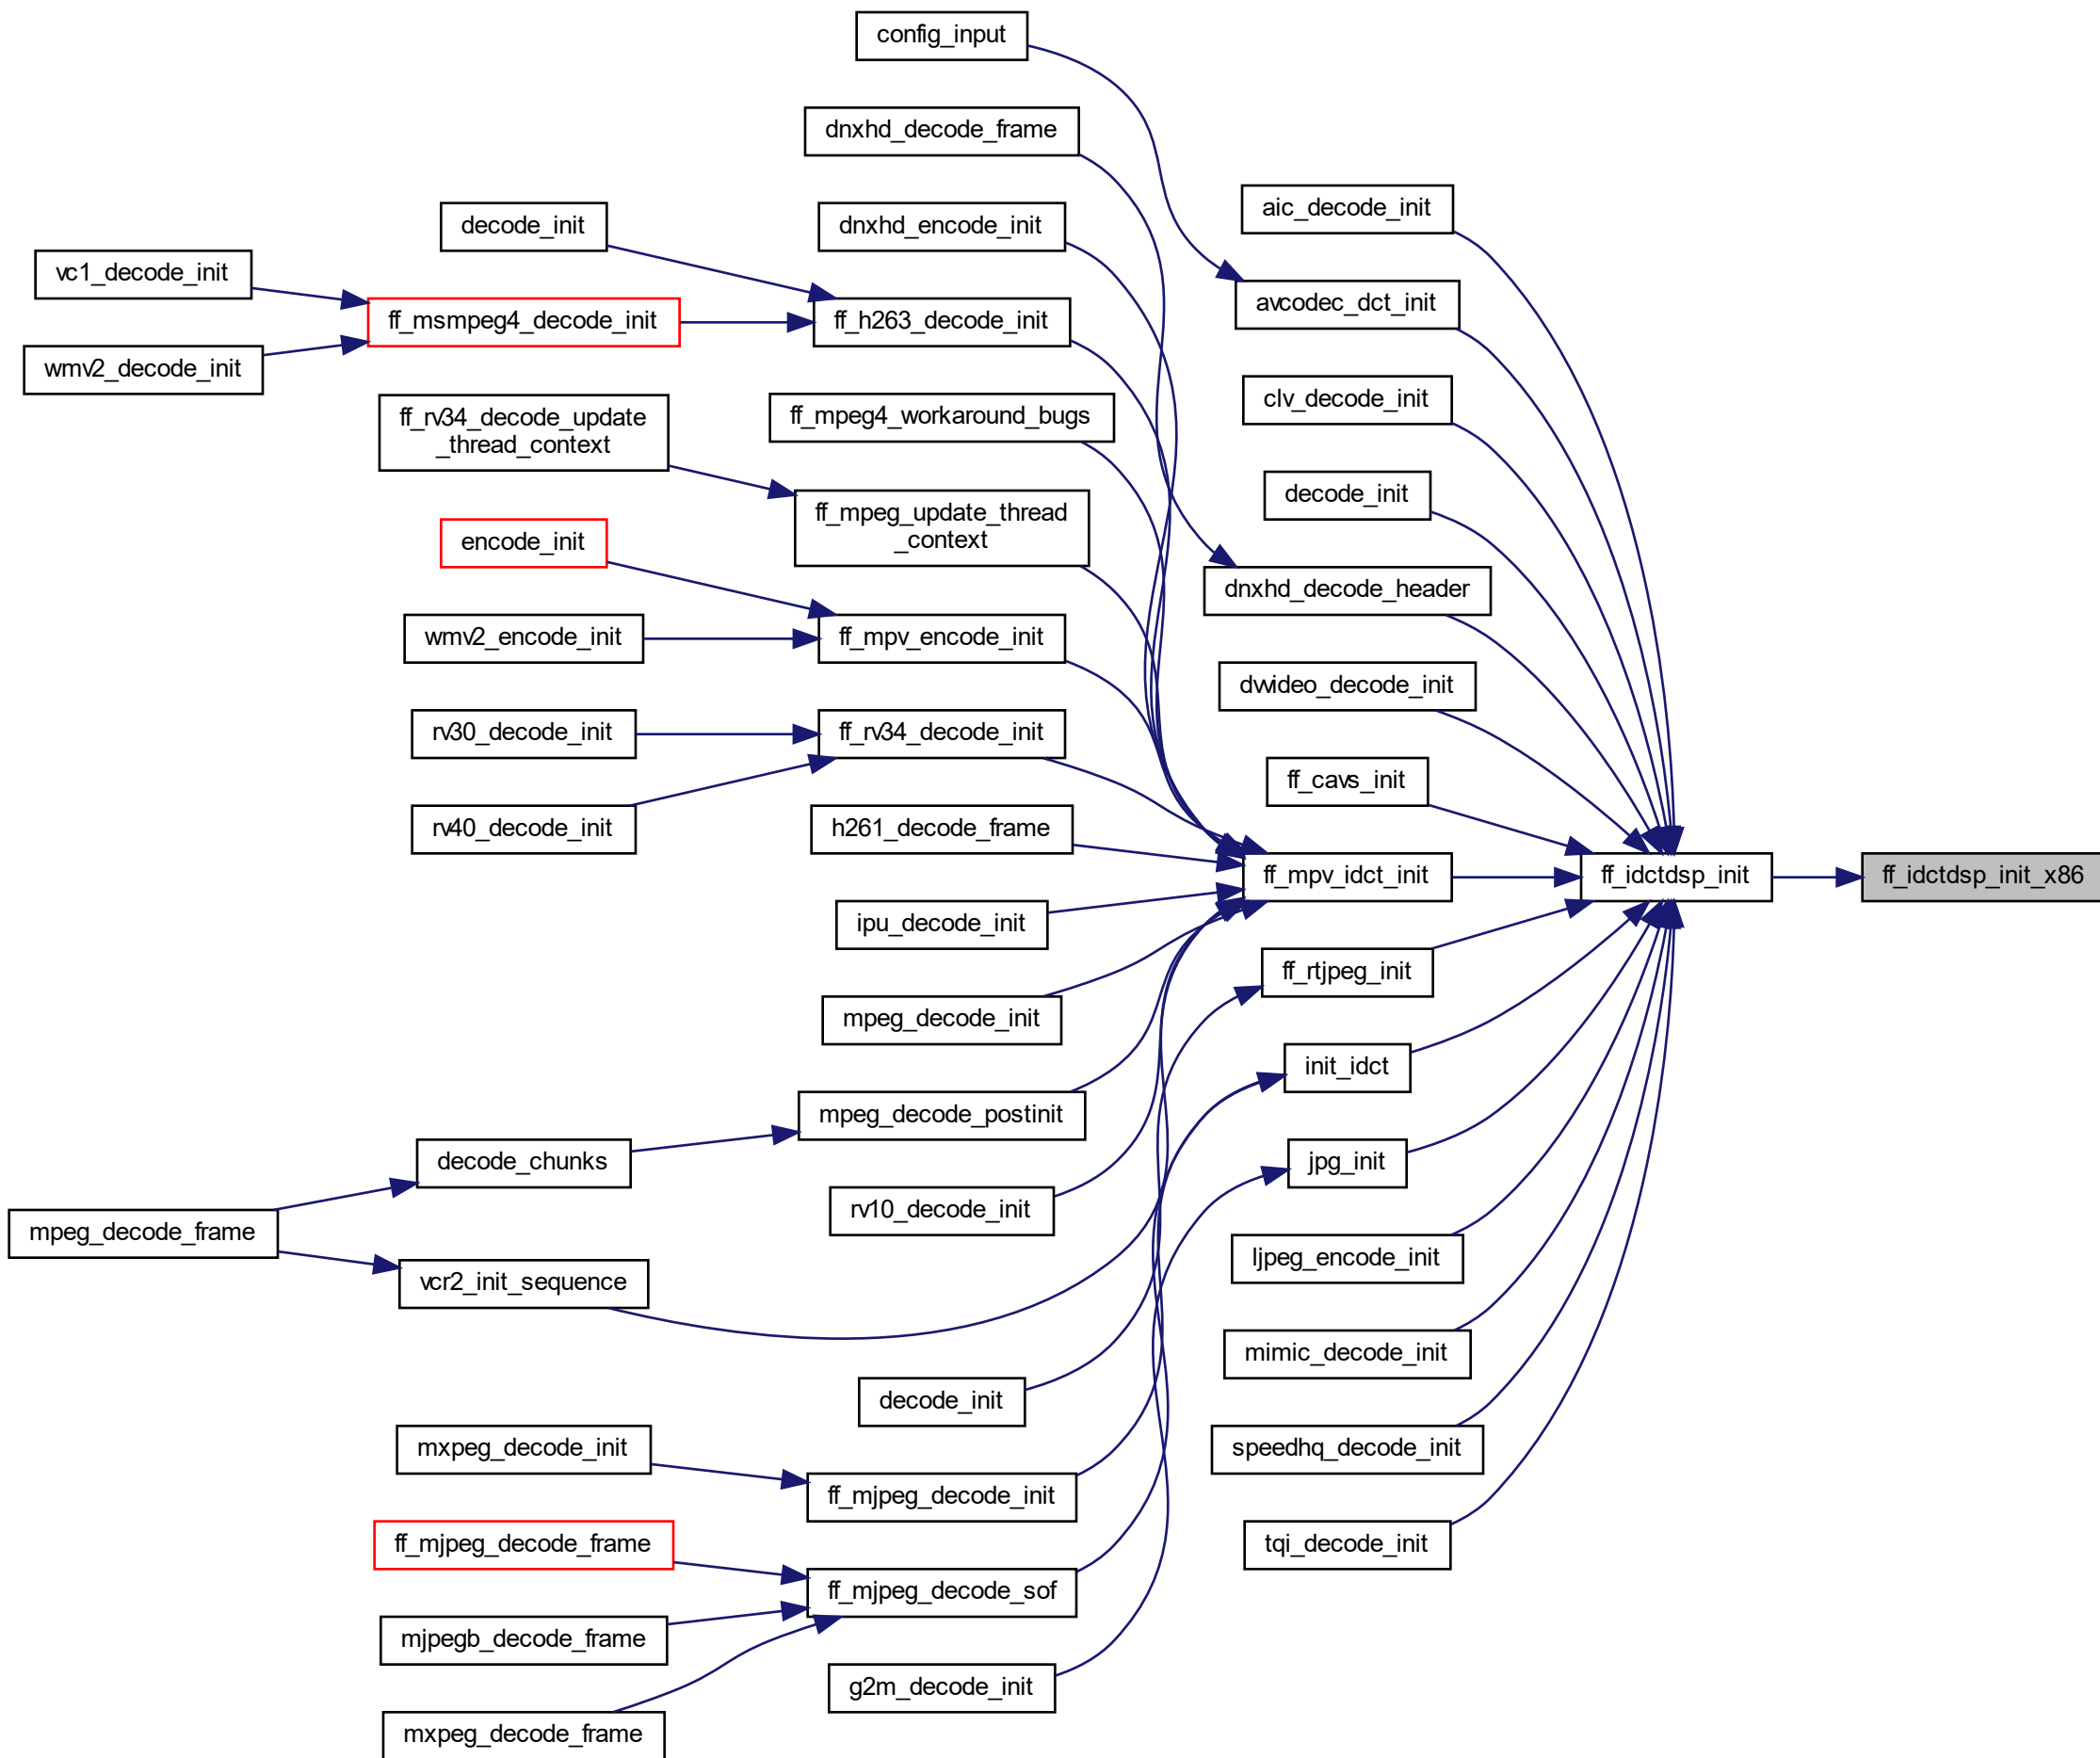 config_input
dnxhd_decode_frame
aic_decode_init
decode_init
dnxhd_encode_init
vc1_decode_init
avcodec_dct_init
ff_msmpeg4_decode_init
ff_h263_decode_init
wmv2_decode_init
clv_decode_init
ff_rv34_decode_update
_thread_context
ff_mpeg4_workaround_bugs
decode_init
ff_mpeg_update_thread
_context
encode_init
dnxhd_decode_header
wmv2_encode_init
ff_mpv_encode_init
dvvideo_decode_init
rv30_decode_init
ff_rv34_decode_init
ff_cavs_init
rv40_decode_init
h261_decode_frame
ff_mpv_idct_init
ff_idctdsp_init
ff_idctdsp_init_x86
ipu_decode_init
ff_rtjpeg_init
mpeg_decode_init
init_idct
mpeg_decode_postinit
decode_chunks
jpg_init
rv10_decode_init
mpeg_decode_frame
ljpeg_encode_init
vcr2_init_sequence
mimic_decode_init
decode_init
mxpeg_decode_init
speedhq_decode_init
ff_mjpeg_decode_init
ff_mjpeg_decode_frame
tqi_decode_init
ff_mjpeg_decode_sof
mjpegb_decode_frame
g2m_decode_init
mxpeg_decode_frame